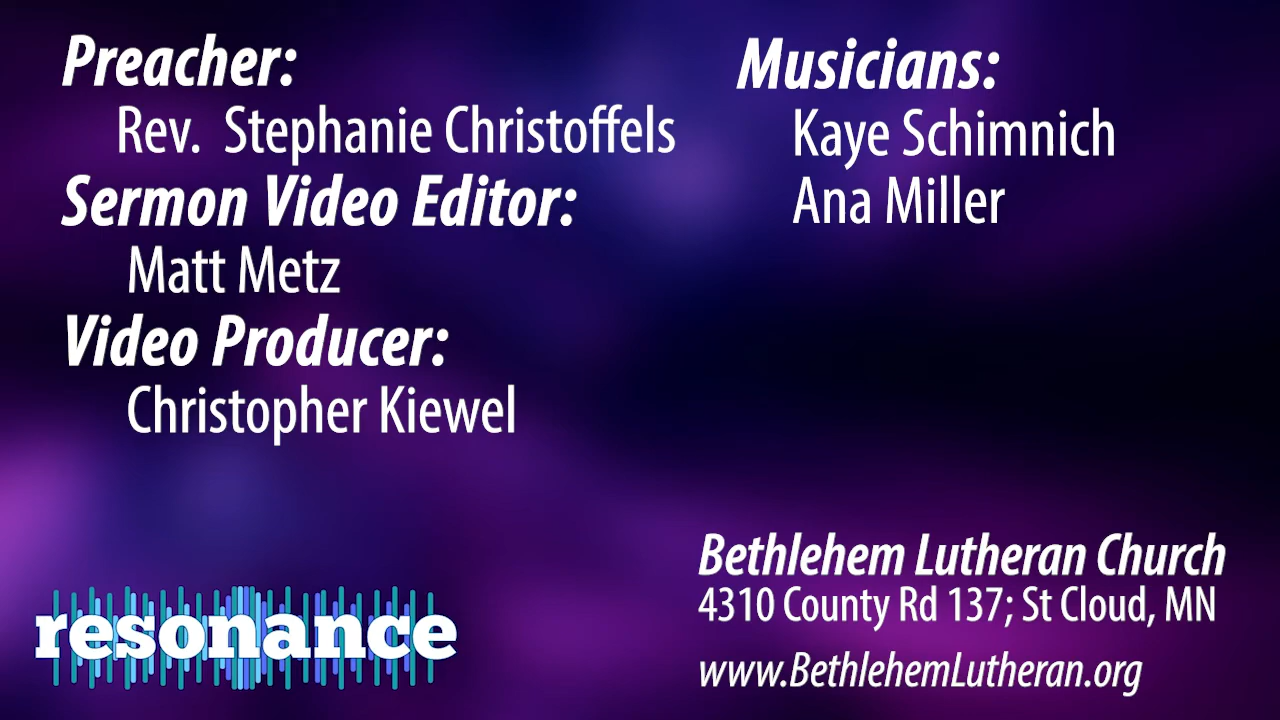 Preacher:
Rev.  Stephanie Christoffels
Sermon Video Editor:
Matt Metz
Video Producer:
Christopher Kiewel
Musicians:
Kaye Schimnich
Ana Miller
resonance
Bethlehem Lutheran Church
4310 County Rd 137; St Cloud, MN
www.BethlehemLutheran.org